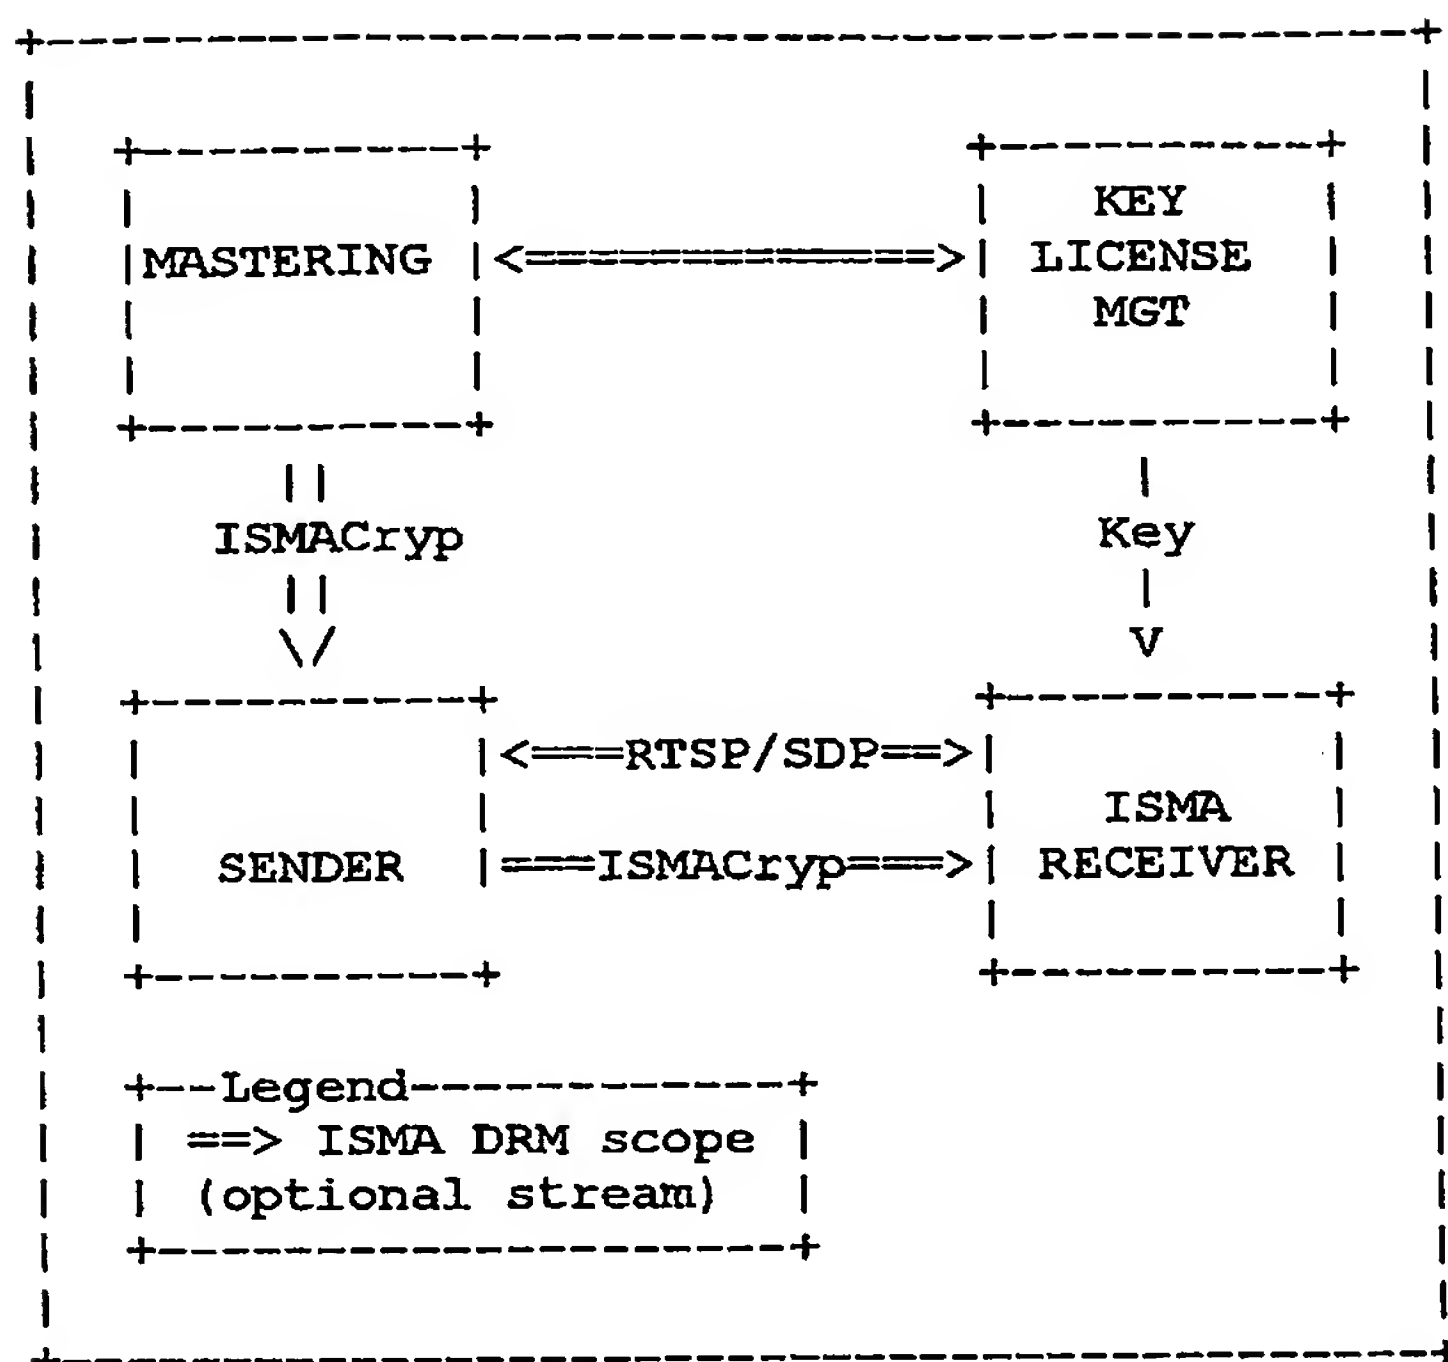 KEY
MASTERING <==========> LICENSE
MGT
ISMACryp Key
V
<===RTSP/SDP==>
ISMA
SENDER ===ISMACryp===> RECEIVER
Legend
==> ISMA DRM scope
(optional stream)